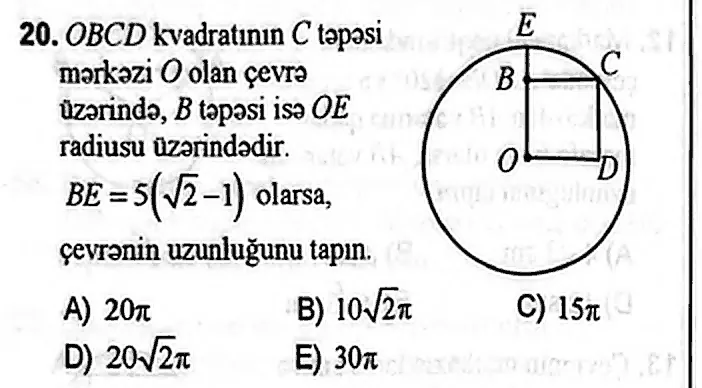 20. OBCD kvadratının C təpəsi
mərkəzi O olan çevrə
üzərində, B təpəsi isə OE
radiusu üzərindədir.
BE = 5(√2 −1) olarsa,
çevrənin uzunluğunu tapın.
E
B
C
O
D
A) 20π B) 10√2π C) 15π
D) 20√2π E) 30π